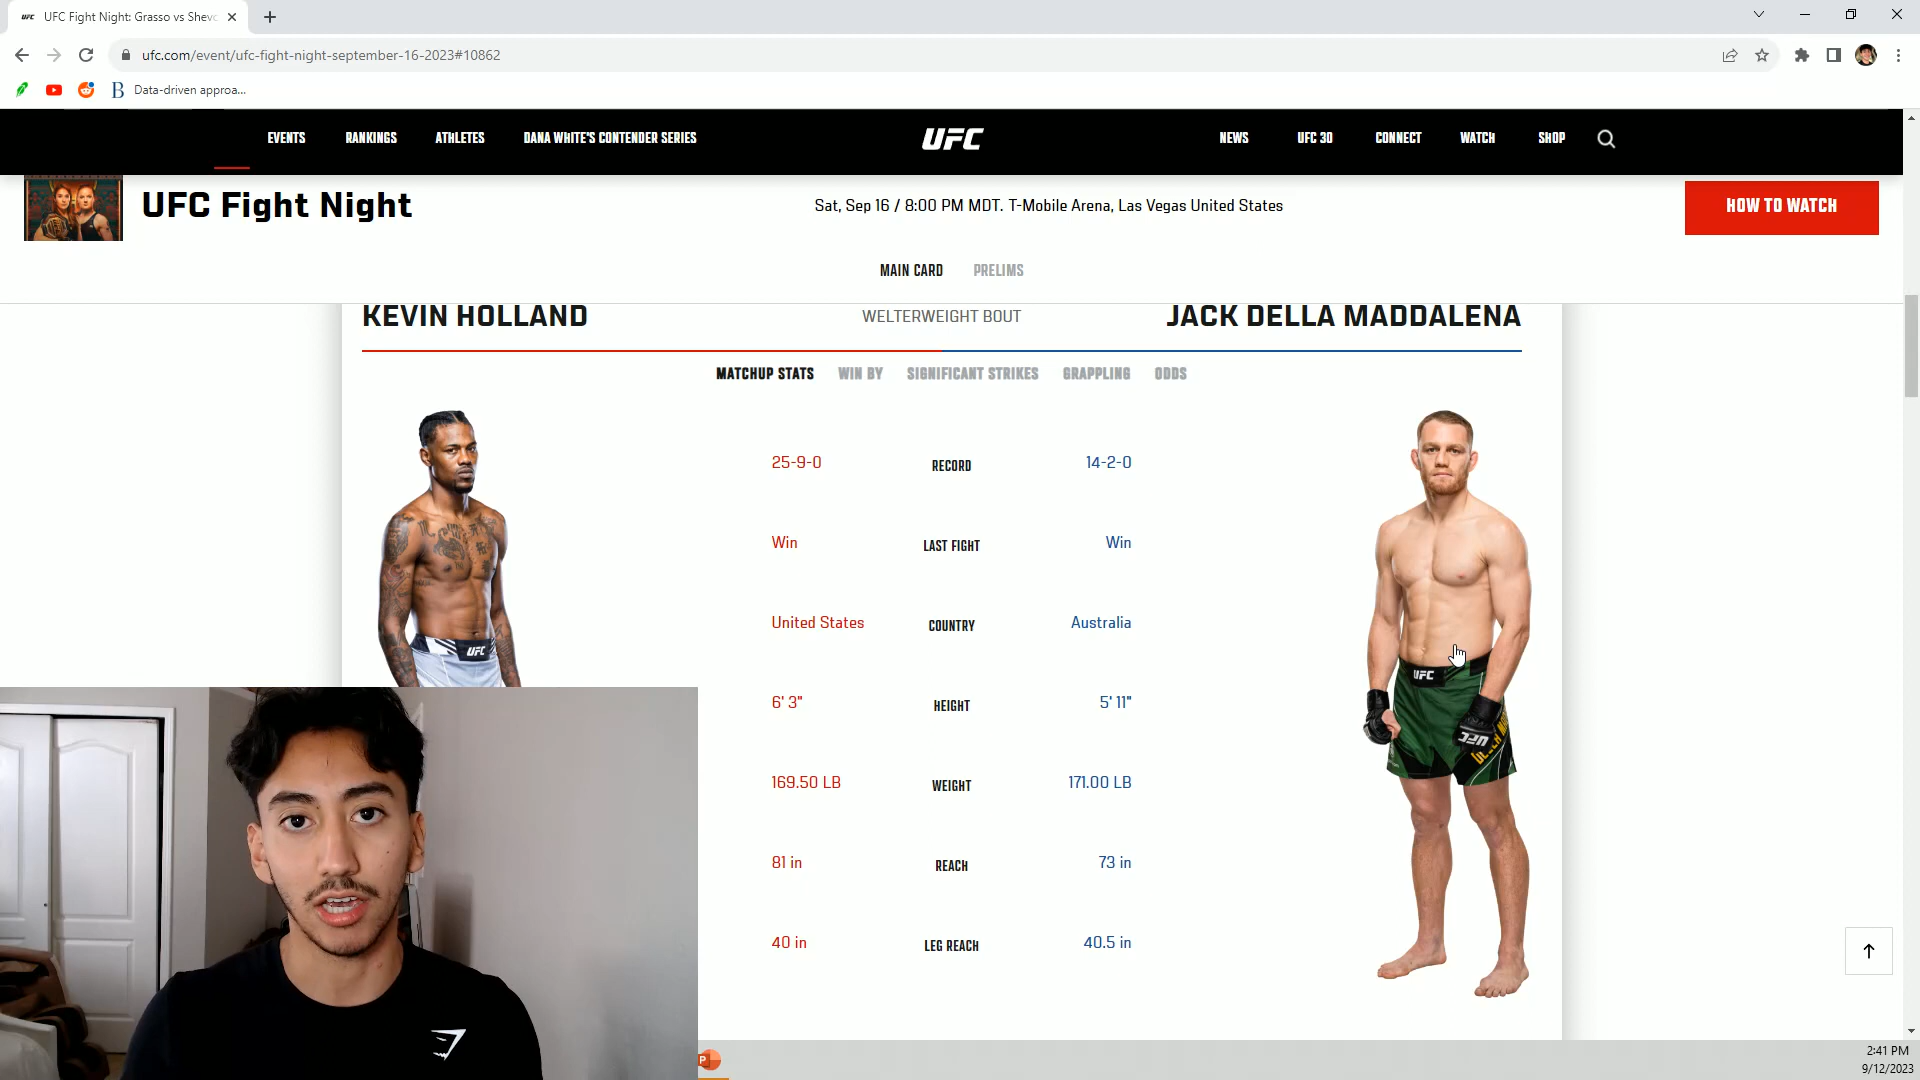 UFC Fight Night: Grasso vs Shevc
ufc.com/event/ufc-fight-night-september-16-2023#10862
B Data-driven approa...
EVENTS RANKINGS ATHLETES DANA WHITE'S CONTENDER SERIES UFC NEWS UFC 30 CONNECT WATCH SHOP
UFC Fight Night Sat, Sep 16 / 8:00 PM MDT. T-Mobile Arena, Las Vegas United States HOW TO WATCH
MAIN CARD PRELIMS
KEVIN HOLLAND WELTERWEIGHT BOUT JACK DELLA MADDALENA
MATCHUP STATS WIN BY SIGNIFICANT STRIKES GRAPPLING ODDS
25-9-0 RECORD 14-2-0
Win LAST FIGHT Win
United States COUNTRY Australia
6' 3" HEIGHT 5' 11"
169.50 LB WEIGHT 171.00 LB
81 in REACH 73 in
40 in LEG REACH 40.5 in
UFC
UFC
UFC
P
2:41 PM
9/12/2023